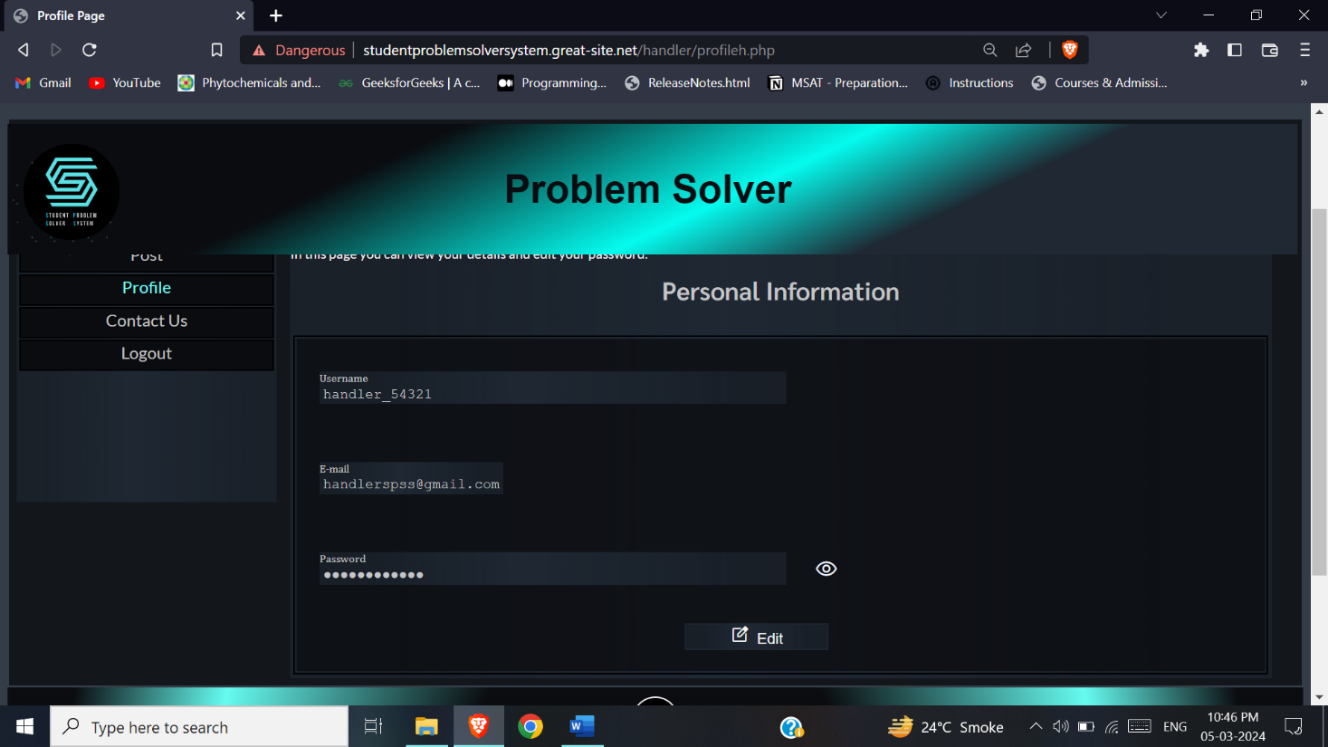 Profile Page
Dangerous studentproblemsolversystem.great-site.net/handler/profileh.php
Gmail YouTube Phytochemicals and... GeeksforGeeks | A c... Programming... ReleaseNotes.html MSAT - Preparation... Instructions Courses & Admissi... »
STUDENT PROBLEM
SOLVER SYSTEM
Problem Solver
Post
Profile
Contact Us
Logout
In this page you can view your details and edit your password.
Personal Information
Username
handler_54321
E-mail
handlerspss@gmail.com
Password
Edit
Type here to search
24°C Smoke
ENG
10:46 PM
05-03-2024